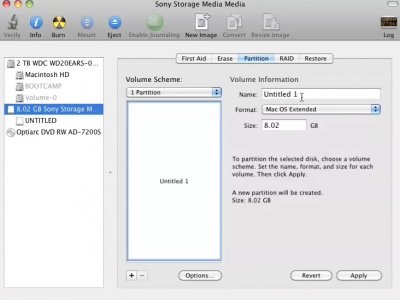 Sony Storage Media Media
Verify
Info
Burn
Mount
Eject
Enable Journaling
New Image
Convert
Resize Image
Log
2 TB WDC WD20EARS-0...
Macintosh HD
BOOTCAMP
Volume-0
8.02 GB Sony Storage M...
UNTITLED
Optiarc DVD RW AD-7200S
First Aid
Erase
Partition
RAID
Restore
Volume Scheme:
1 Partition
Untitled 1
Options...
Volume Information
Name: Untitled 1
Format: Mac OS Extended
Size: 8.02 GB
To partition the selected disk, choose a volume
scheme. Set the name, format, and size for each
volume. Then click Apply.
A new partition will be created.
Size: 8.02 GB
Revert
Apply